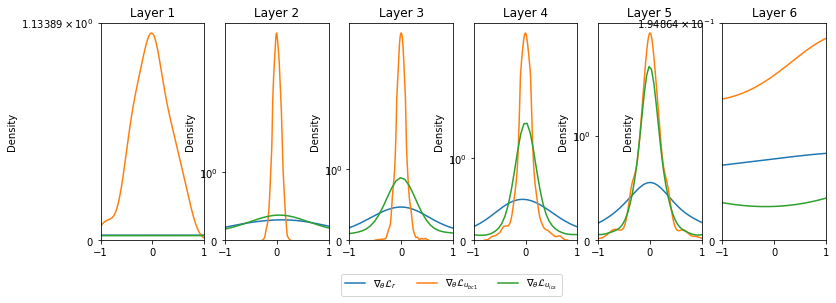 Layer 1 Layer 2 Layer 3 Layer 4 Layer 5 Layer 6
1.13389 × 10⁰ 1.94864 × 10⁻¹
Density Density Density Density Density Density
10⁰ 10⁰ 10⁰ 10⁰
0 0 0 0 0 0
−1 0 1 −1 0 1 −1 0 1 −1 0 1 −1 0 1 −1 0 1
∇θℒr ∇θℒu_bc1 ∇θℒu_ics